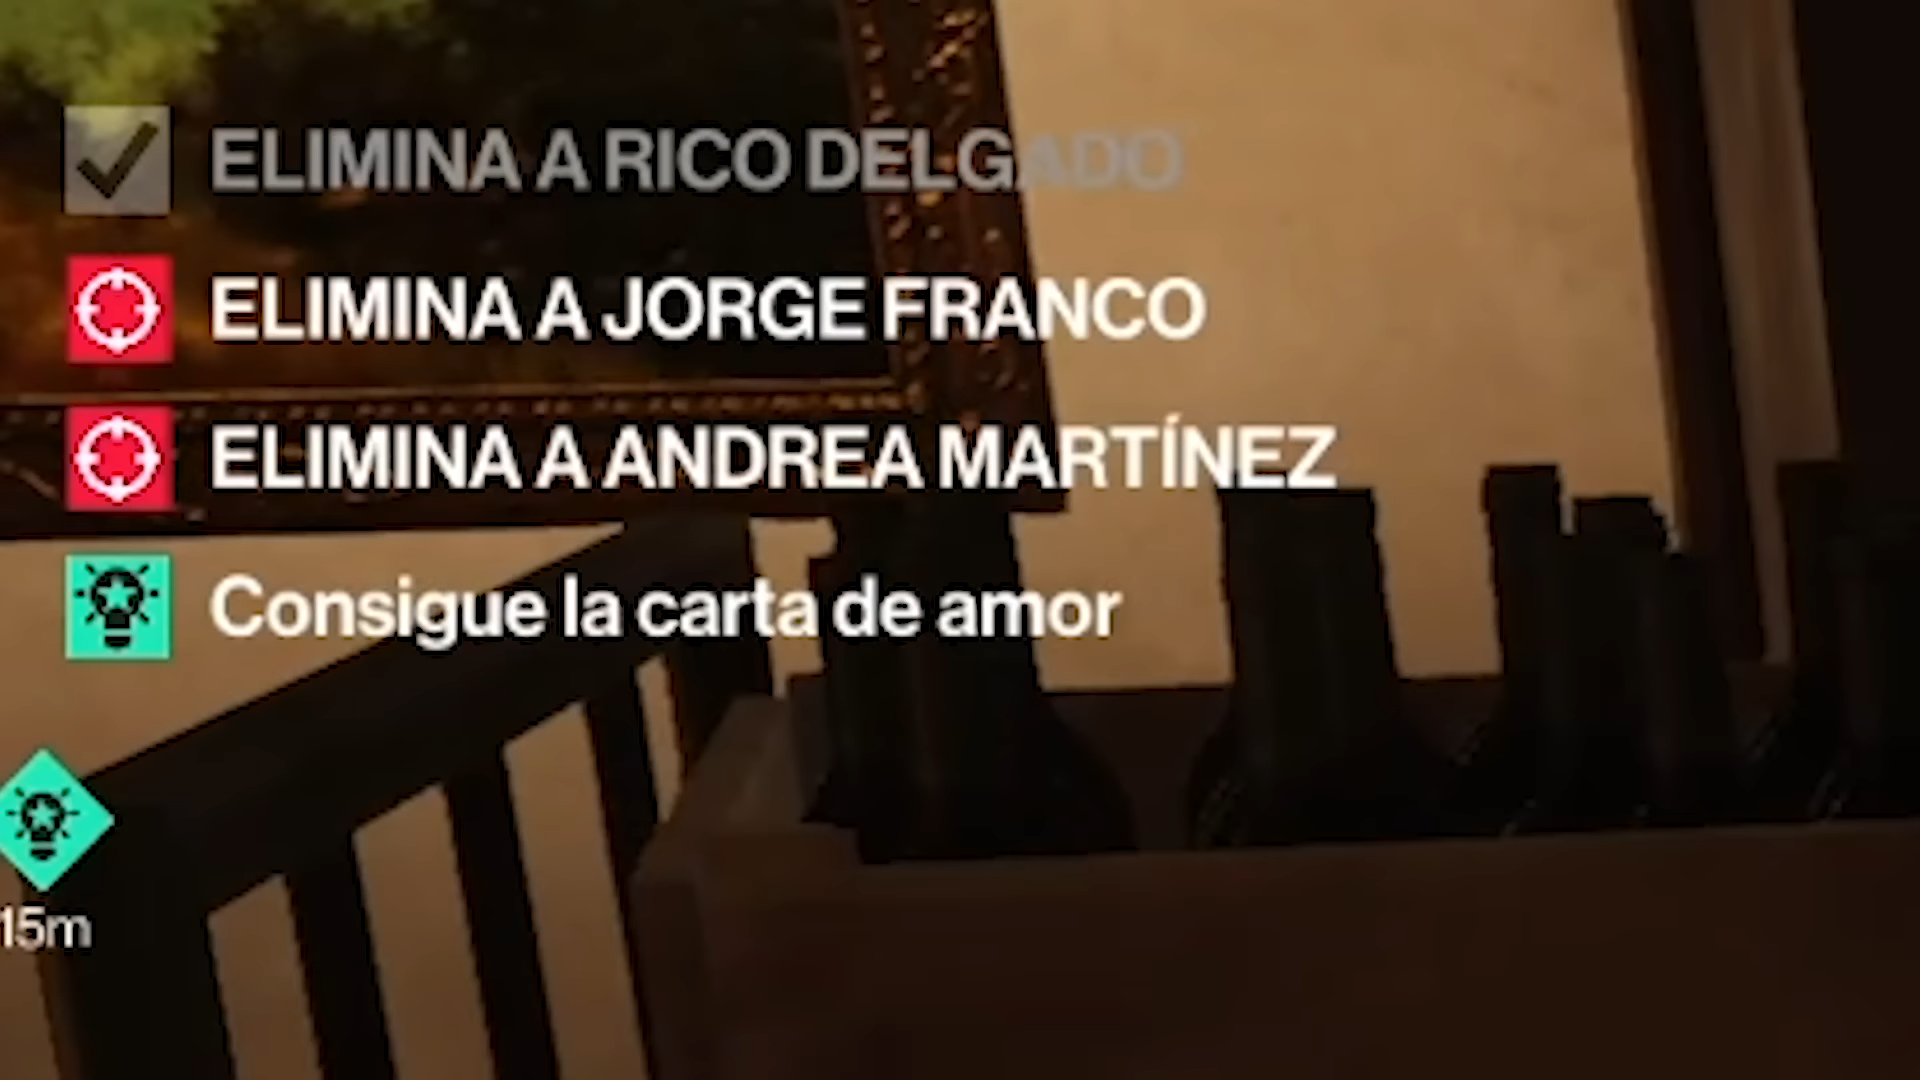 ELIMINA A RICO DELGADO
ELIMINA A JORGE FRANCO
ELIMINA A ANDREA MARTÍNEZ
Consigue la carta de amor
15m